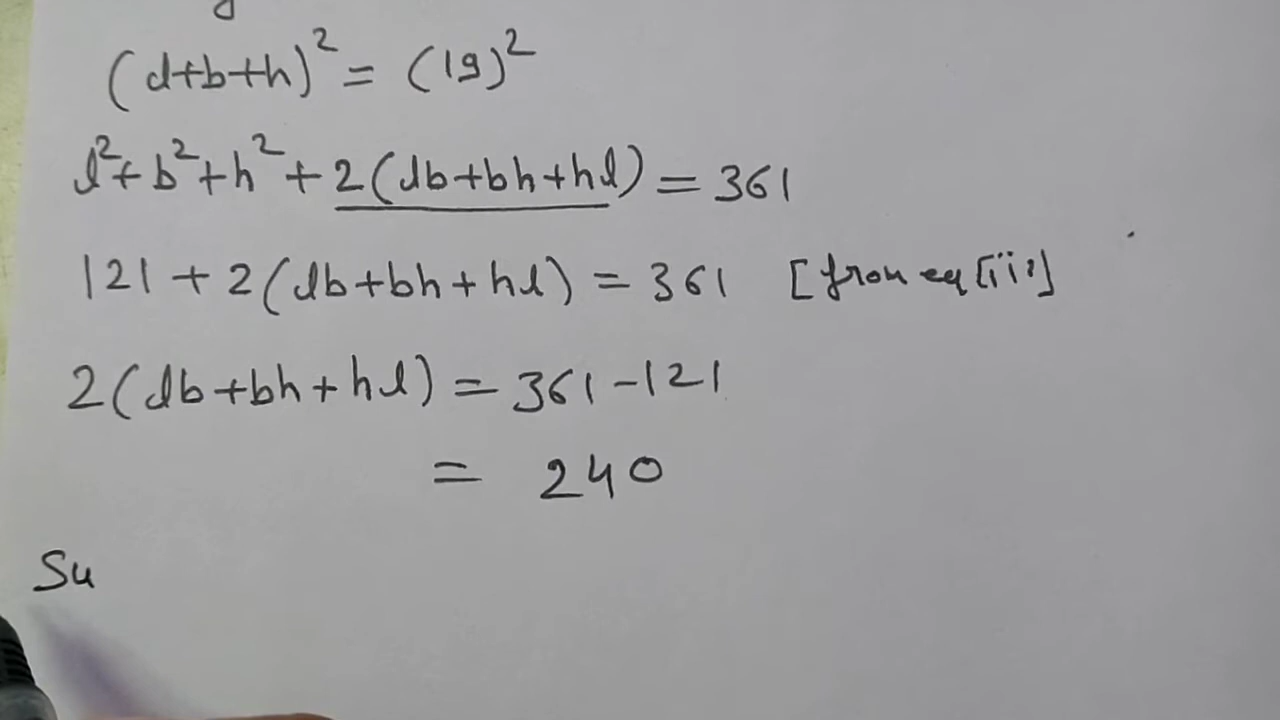 (l+b+h)² = (19)²
l²+b²+h²+2(lb+bh+hl) = 361
121+2(lb+bh+hl) = 361 [from eq[ii]
2(lb+bh+hl) = 361-121
= 240
Su